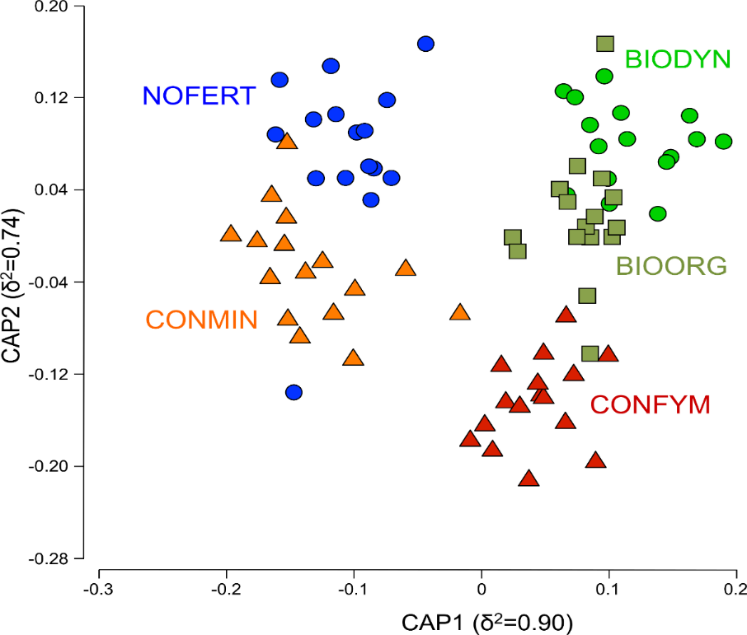 0.20
BIODYN
NOFERT
0.12
0.04
BIOORG
-0.04
CONMIN
CAP2 (δ²=0.74)
-0.12
CONFYM
-0.20
-0.28
-0.3 -0.2 -0.1 0 0.1 0.2
CAP1 (δ²=0.90)